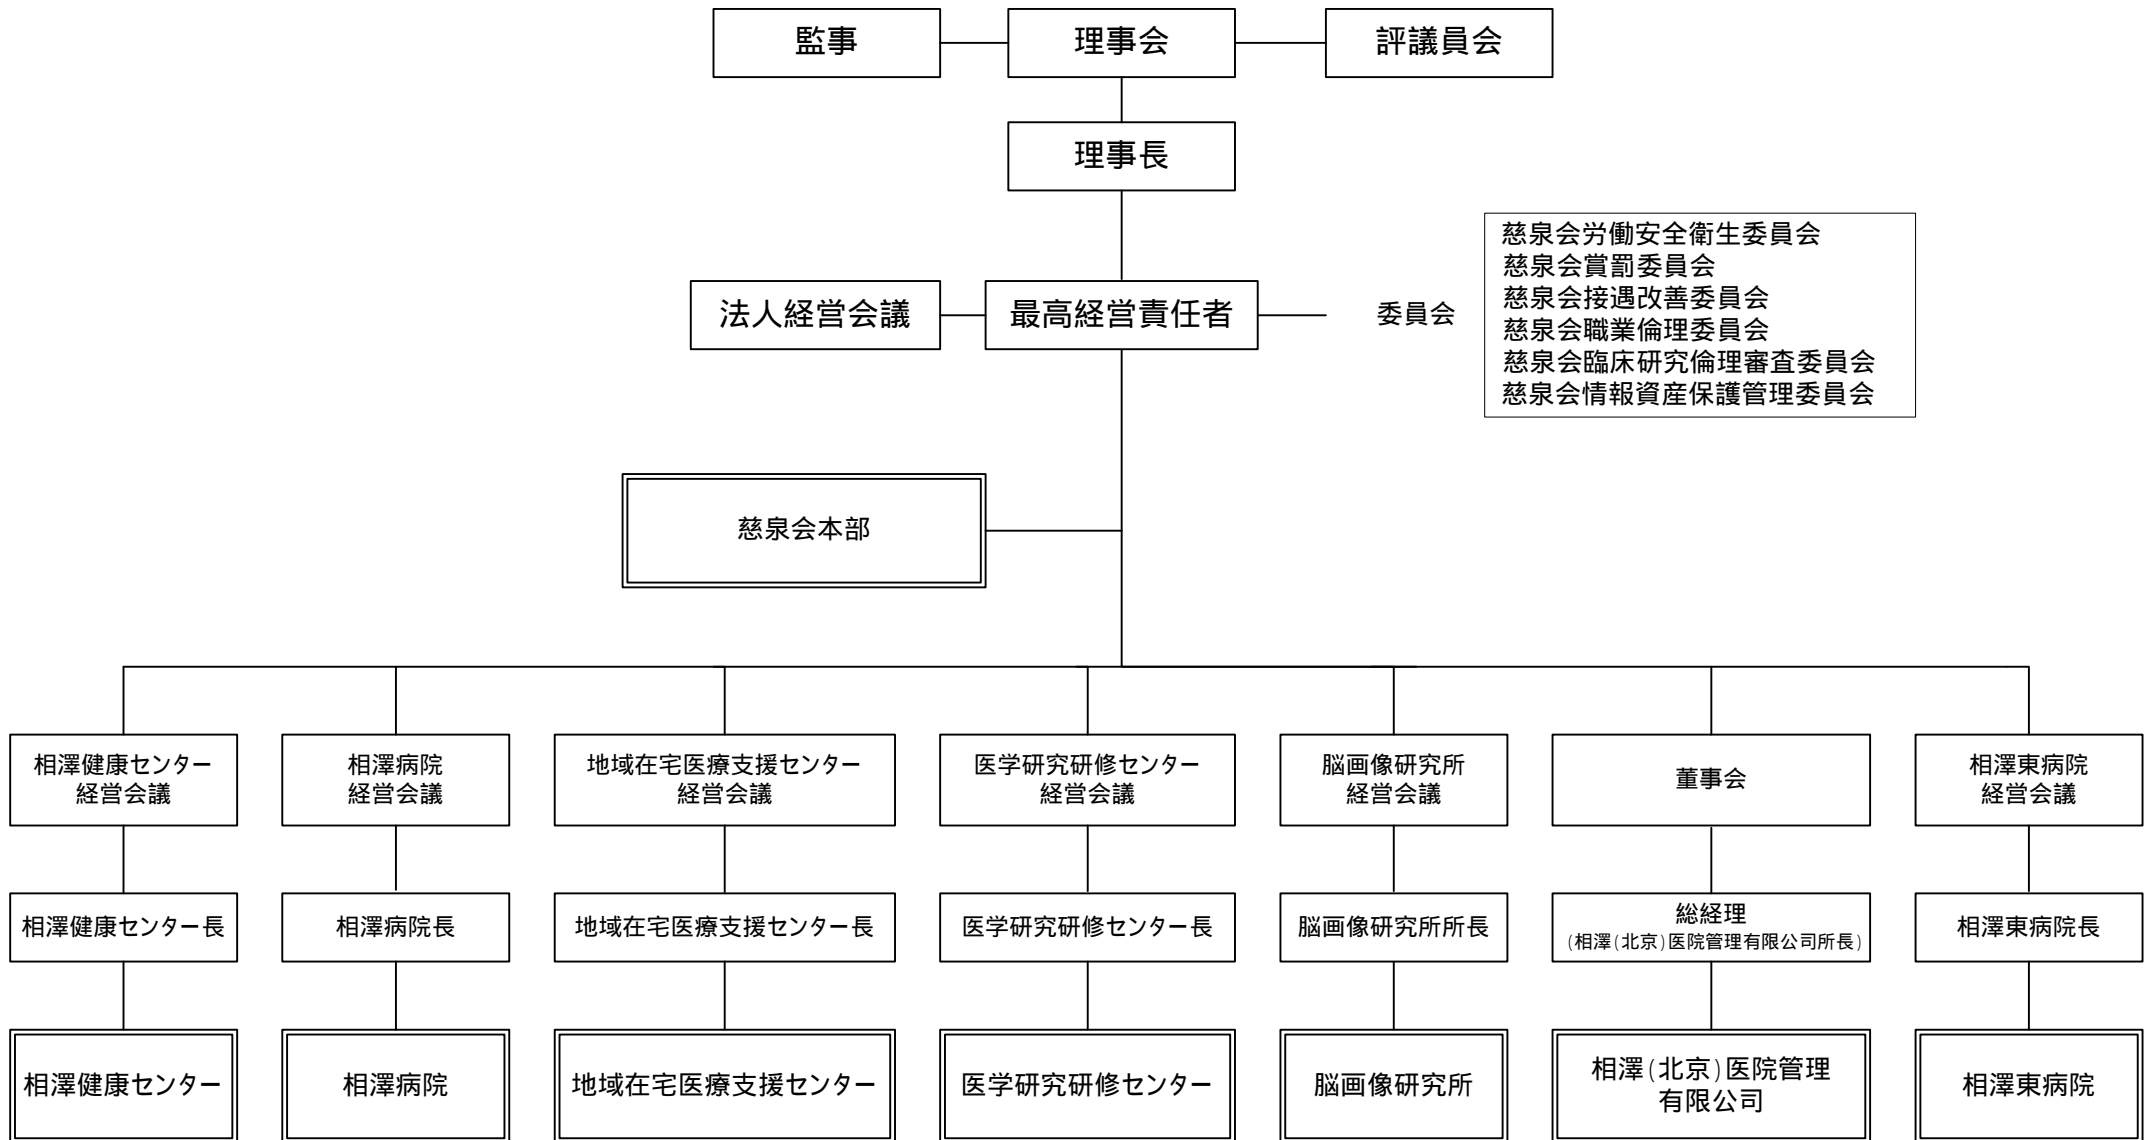 監事
理事会
評議員会
理事長
法人経営会議
最高経営責任者
委員会
慈泉会労働安全衛生委員会
慈泉会賞罰委員会
慈泉会接遇改善委員会
慈泉会職業倫理委員会
慈泉会臨床研究倫理審査委員会
慈泉会情報資産保護管理委員会
慈泉会本部
相澤健康センター
経営会議
相澤病院
経営会議
地域在宅医療支援センター
経営会議
医学研究研修センター
経営会議
脳画像研究所
経営会議
董事会
相澤東病院
経営会議
相澤健康センター長
相澤病院長
地域在宅医療支援センター長
医学研究研修センター長
脳画像研究所所長
総経理
(相澤(北京)医院管理有限公司所長)
相澤東病院長
相澤健康センター
相澤病院
地域在宅医療支援センター
医学研究研修センター
脳画像研究所
相澤(北京)医院管理
有限公司
相澤東病院